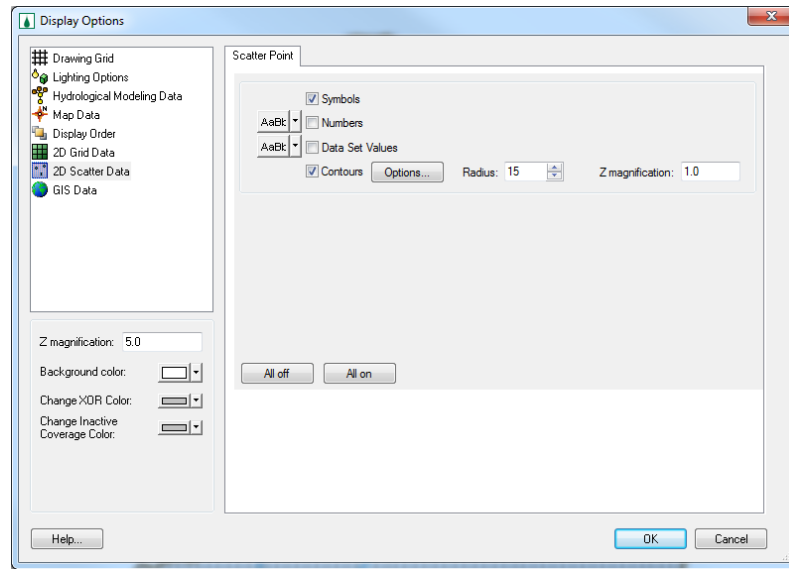 Display Options
Drawing Grid
Lighting Options
Hydrological Modeling Data
Map Data
Display Order
2D Grid Data
2D Scatter Data
GIS Data
Z magnification: 5.0
Background color:
Change XOR Color:
Change Inactive
Coverage Color:
Scatter Point
Symbols
AaBb Numbers
AaBb Data Set Values
Contours Options... Radius: 15 Z magnification: 1.0
All off All on
Help... OK Cancel